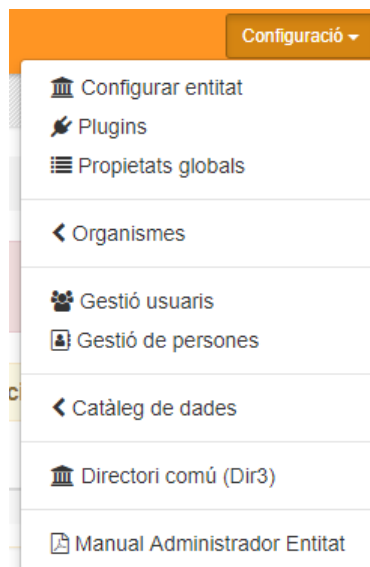 Configuració
Configurar entitat
Plugins
Propietats globals
Organismes
Gestió usuaris
Gestió de persones
Catàleg de dades
Directori comú (Dir3)
Manual Administrador Entitat